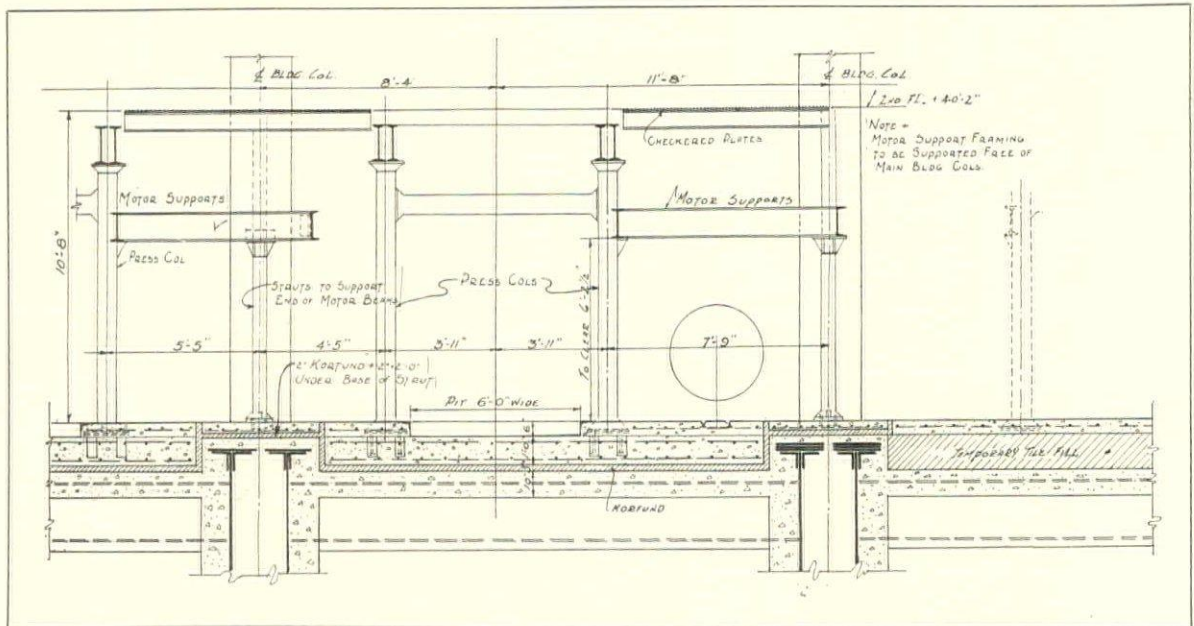 ℄ BLDG. COL.
8'-4
11'-8"
℄ BLDG. COL
2ND FL. + 40'-2"
CHECKERED PLATES
NOTE =
MOTOR SUPPORT FRAMING
TO BE SUPPORTED FREE OF
MAIN BLDG COLS.
MOTOR SUPPORTS
MOTOR SUPPORTS
10'-8"
PRESS COL
STRUTS TO SUPPORT
END OF MOTOR BEAMS
PRESS COLS
TO CLEAR 6'-2½"
5'-5"
4'-5"
3'-11"
3'-11"
7'-9"
2" KORFUND
UNDER BASE OF STRUT
PIT 6'-0" WIDE
TEMPORARY TILE FILL
KORFUND